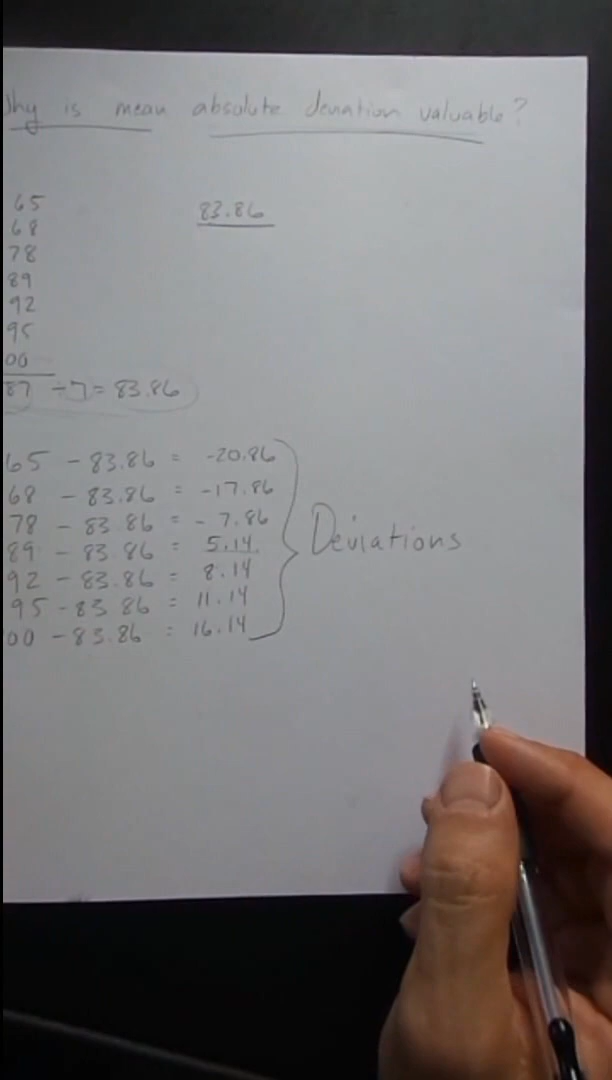 hy is mean absolute deviation valuable?
65
83.86
68
78
89
92
95
00
87 ÷ 7 = 83.86
65 - 83.86 = -20.86
68 - 83.86 = -17.86
78 - 83 86 = - 7.86
89 - 83.86 = 5.14
92 - 83.86 = 8.14
95 - 83 86 = 11.14
00 - 83.86 = 16.14
Deviations